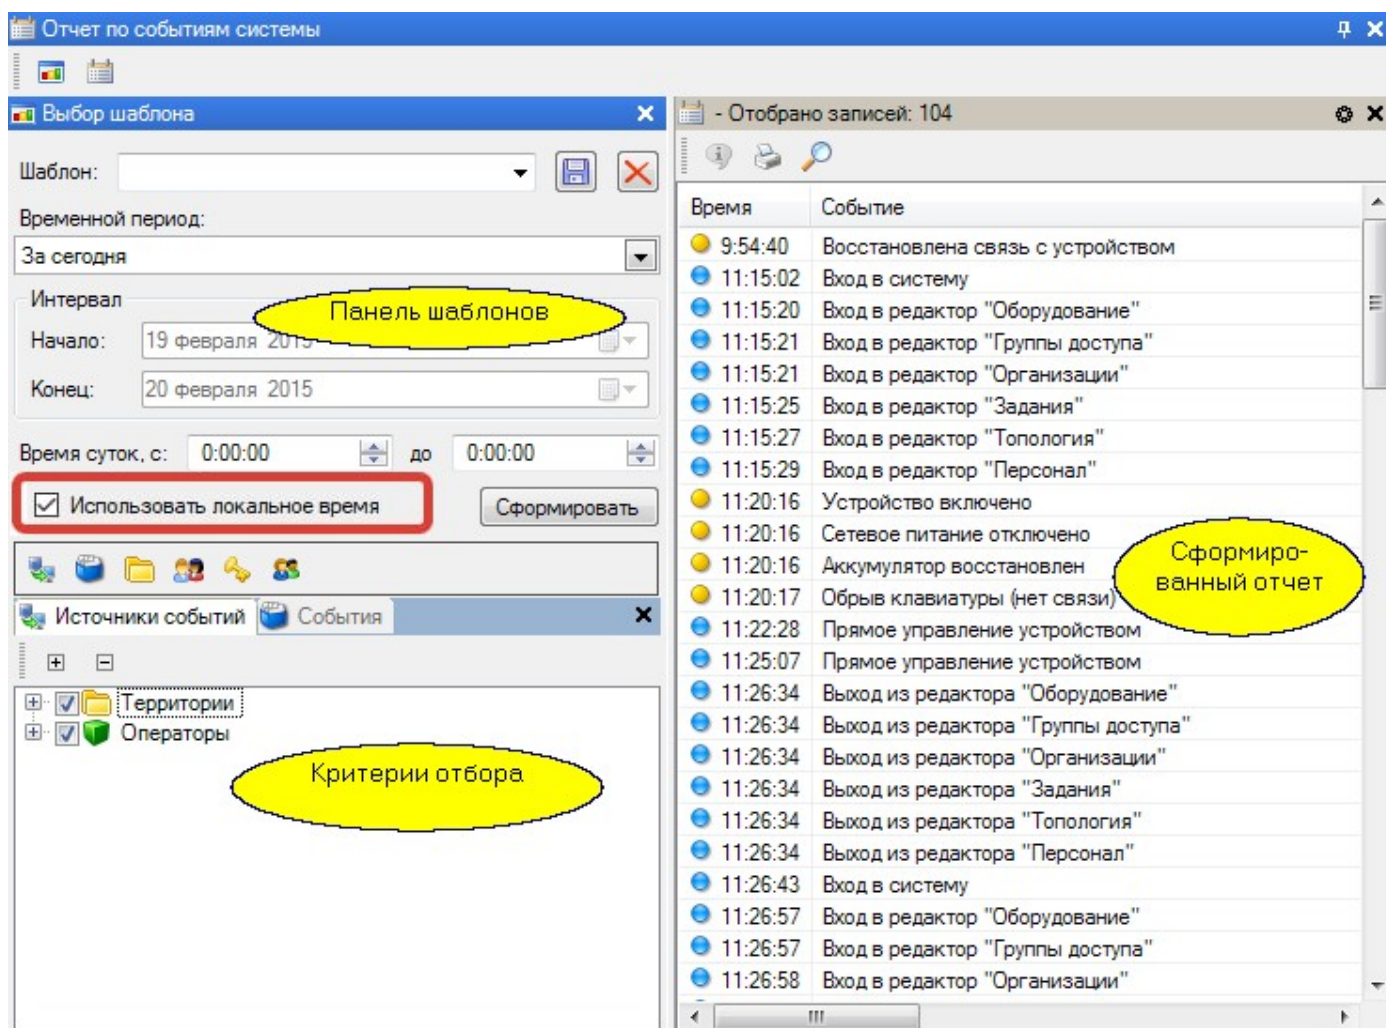 Отчет по событиям системы
Выбор шаблона
Шаблон:
Временной период:
За сегодня
Интервал
Панель шаблонов
Начало: 19 февраля 2015
Конец: 20 февраля 2015
Время суток, с: 0:00:00 до 0:00:00
Использовать локальное время Сформировать
Источники событий События
Территории
Операторы
Критерии отбора
- Отобрано записей: 104
Время Событие
9:54:40 Восстановлена связь с устройством
11:15:02 Вход в систему
11:15:20 Вход в редактор "Оборудование"
11:15:21 Вход в редактор "Группы доступа"
11:15:21 Вход в редактор "Организации"
11:15:25 Вход в редактор "Задания"
11:15:27 Вход в редактор "Топология"
11:15:29 Вход в редактор "Персонал"
11:20:16 Устройство включено
11:20:16 Сетевое питание отключено
11:20:16 Аккумулятор восстановлен
11:20:17 Обрыв клавиатуры (нет связи)
Сформиро-
ванный отчет
11:22:28 Прямое управление устройством
11:25:07 Прямое управление устройством
11:26:34 Выход из редактора "Оборудование"
11:26:34 Выход из редактора "Группы доступа"
11:26:34 Выход из редактора "Организации"
11:26:34 Выход из редактора "Задания"
11:26:34 Выход из редактора "Топология"
11:26:34 Выход из редактора "Персонал"
11:26:43 Вход в систему
11:26:57 Вход в редактор "Оборудование"
11:26:57 Вход в редактор "Группы доступа"
11:26:58 Вход в редактор "Организации"